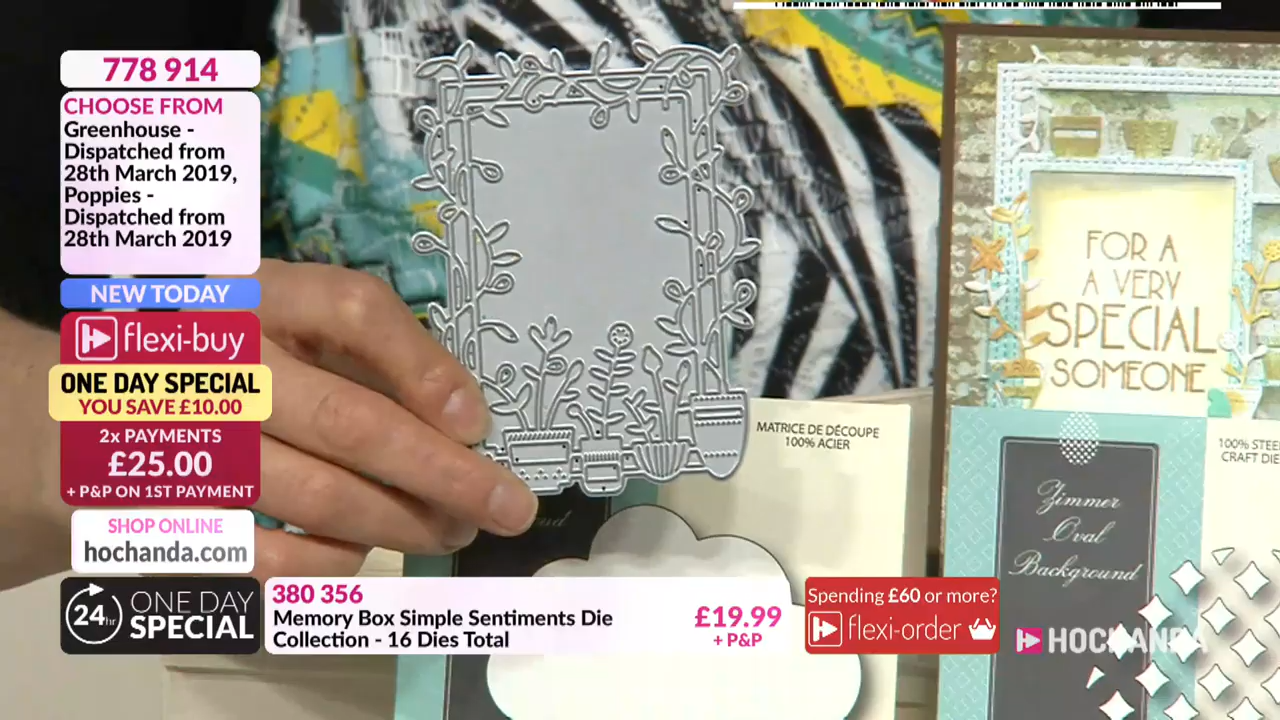 778 914
CHOOSE FROM
Greenhouse -
Dispatched from
28th March 2019,
Poppies -
Dispatched from
28th March 2019
NEW TODAY
flexi-buy
ONE DAY SPECIAL
YOU SAVE £10.00
2x PAYMENTS
£25.00
+ P&P ON 1ST PAYMENT
SHOP ONLINE
hochanda.com
24hr
ONE DAY
SPECIAL
380 356
Memory Box Simple Sentiments Die
Collection - 16 Dies Total
£19.99
+ P&P
Spending £60 or more?
flexi-order
HOCHANDA
MATRICE DE DÉCOUPE
100% ACIER
FOR A
A VERY
SPECIAL
SOMEONE
100% STEE
CRAFT DIE
Zimmer
Oval
Background